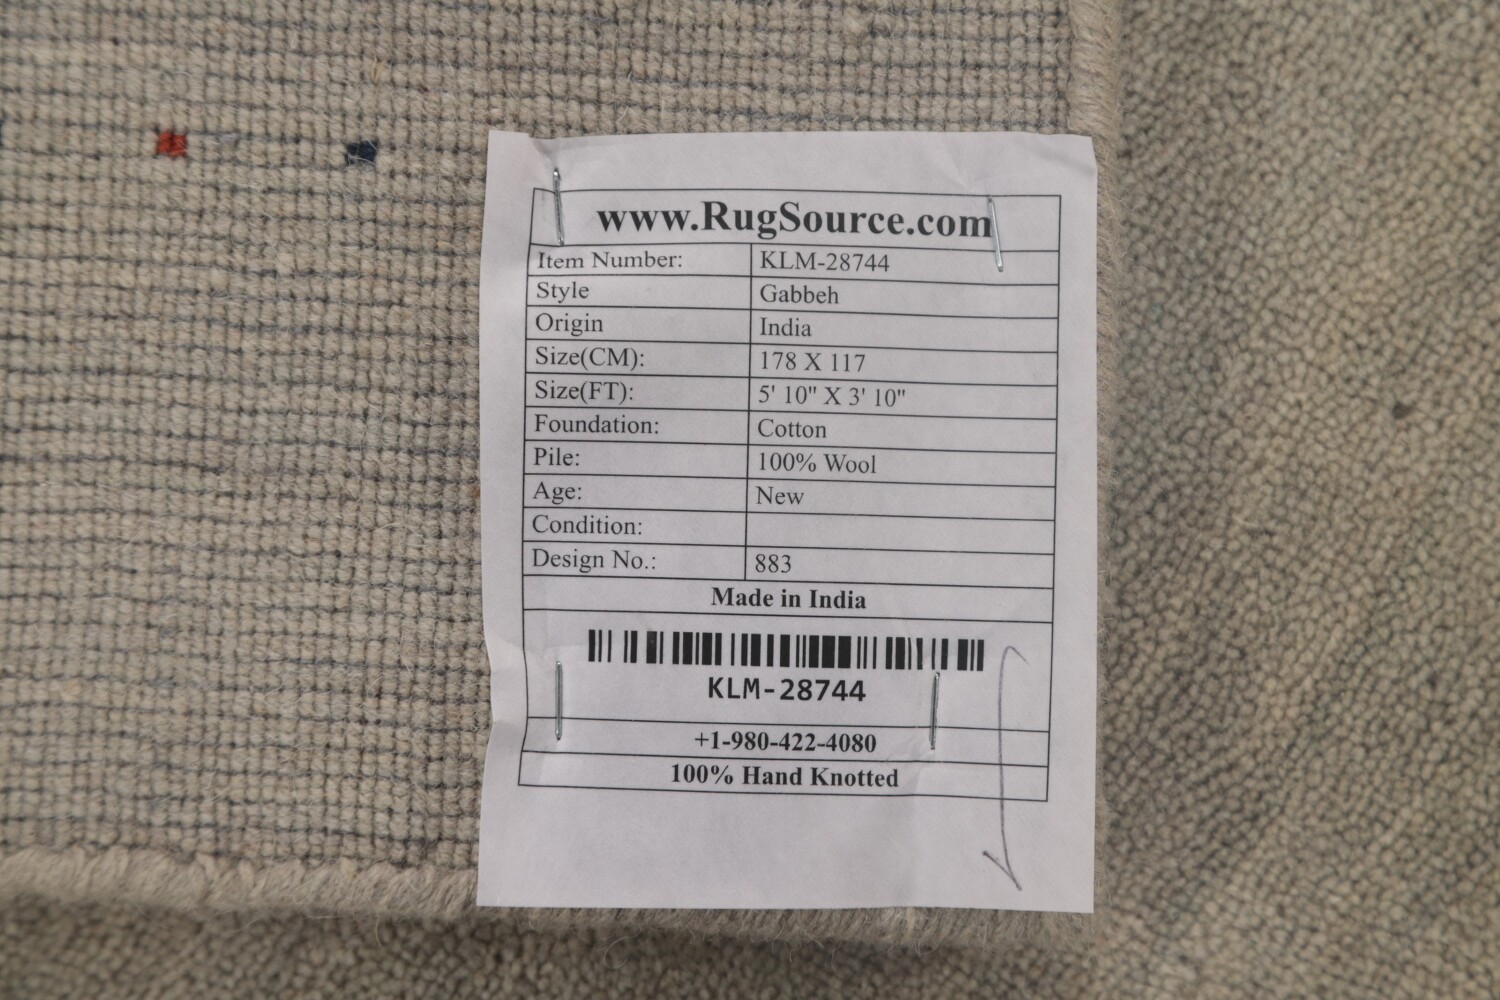 www.RugSource.com
Item Number: KLM-28744
Style Gabbeh
Origin India
Size(CM): 178 X 117
Size(FT): 5' 10" X 3' 10"
Foundation: Cotton
Pile: 100% Wool
Age: New
Condition:
Design No.: 883
Made in India
KLM-28744
+1-980-422-4080
100% Hand Knotted